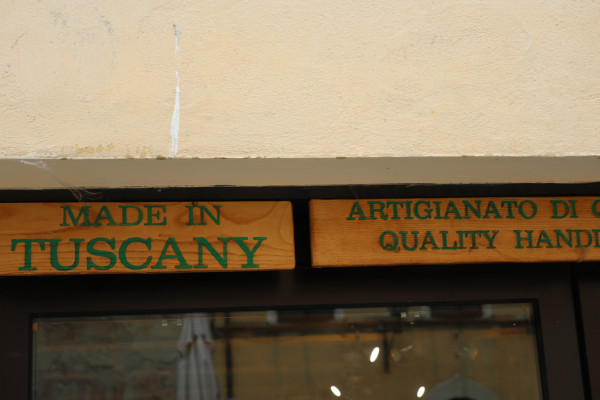 MADE IN
TUSCANY
ARTIGIANATO DI
QUALITY